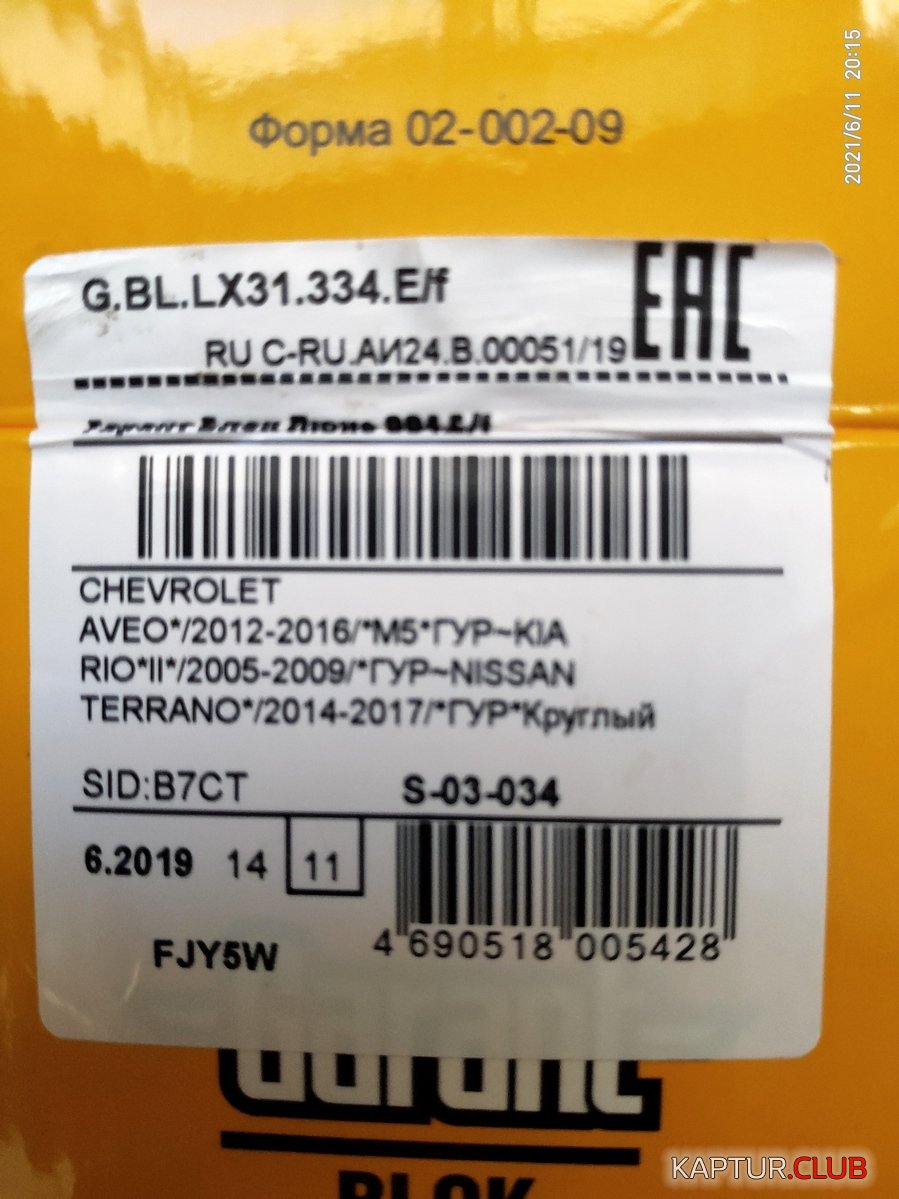 2021/6/11 20:15
Форма 02-002-09
G.BL.LX31.334.E/f
EAC
RU C-RU.АИ24.В.00051/19
CHEVROLET
AVEO*/2012-2016/*M5*ГУР~KIA
RIO*II*/2005-2009/*ГУР~NISSAN
TERRANO*/2014-2017/*ГУР*Круглый
SID:B7CT
S-03-034
6.2019 14 11
FJY5W
4 690518 005428
Garant
BLOK
KAPTUR.CLUB